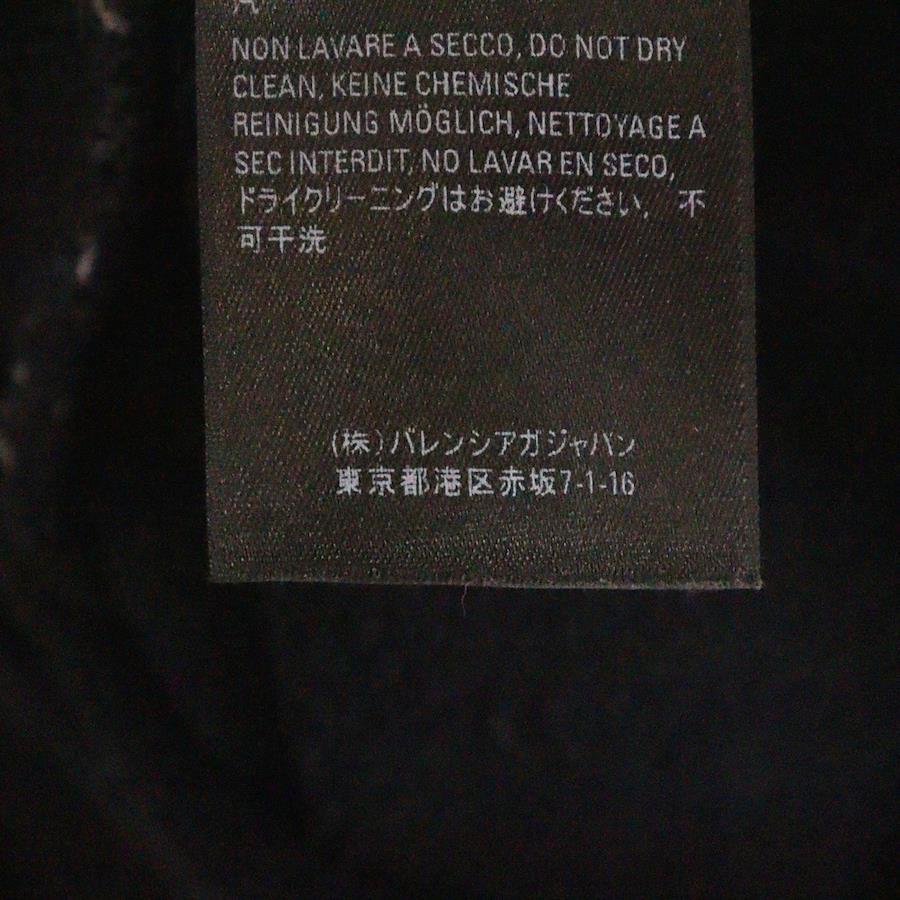 NON LAVARE A SECCO, DO NOT DRY
CLEAN, KEINE CHEMISCHE
REINIGUNG MÖGLICH, NETTOYAGE A
SEC INTERDIT, NO LAVAR EN SECO,
ドライクリーニングはお避けください, 不
可干洗
(株)バレンシアガジャパン
東京都港区赤坂7-1-16